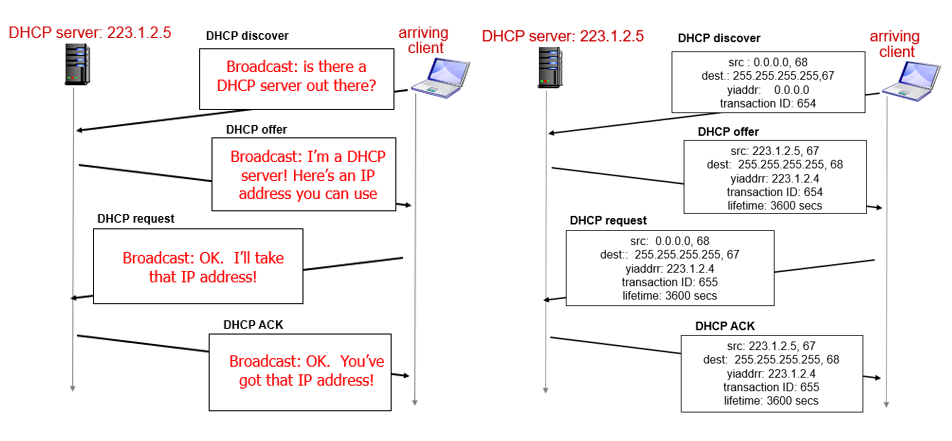 DHCP server: 223.1.2.5
arriving
client
DHCP discover
Broadcast: is there a
DHCP server out there?
DHCP offer
Broadcast: I’m a DHCP
server! Here’s an IP
address you can use
DHCP request
Broadcast: OK.  I’ll take
that IP address!
DHCP ACK
Broadcast: OK.  You’ve
got that IP address!
DHCP server: 223.1.2.5
arriving
client
DHCP discover
src : 0.0.0.0, 68
dest.: 255.255.255.255,67
yiaddr:    0.0.0.0
transaction ID: 654
DHCP offer
src: 223.1.2.5, 67
dest:  255.255.255.255, 68
yiaddrr: 223.1.2.4
transaction ID: 654
lifetime: 3600 secs
DHCP request
src:  0.0.0.0, 68
dest::  255.255.255.255, 67
yiaddrr: 223.1.2.4
transaction ID: 655
lifetime: 3600 secs
DHCP ACK
src: 223.1.2.5, 67
dest:  255.255.255.255, 68
yiaddrr: 223.1.2.4
transaction ID: 655
lifetime: 3600 secs